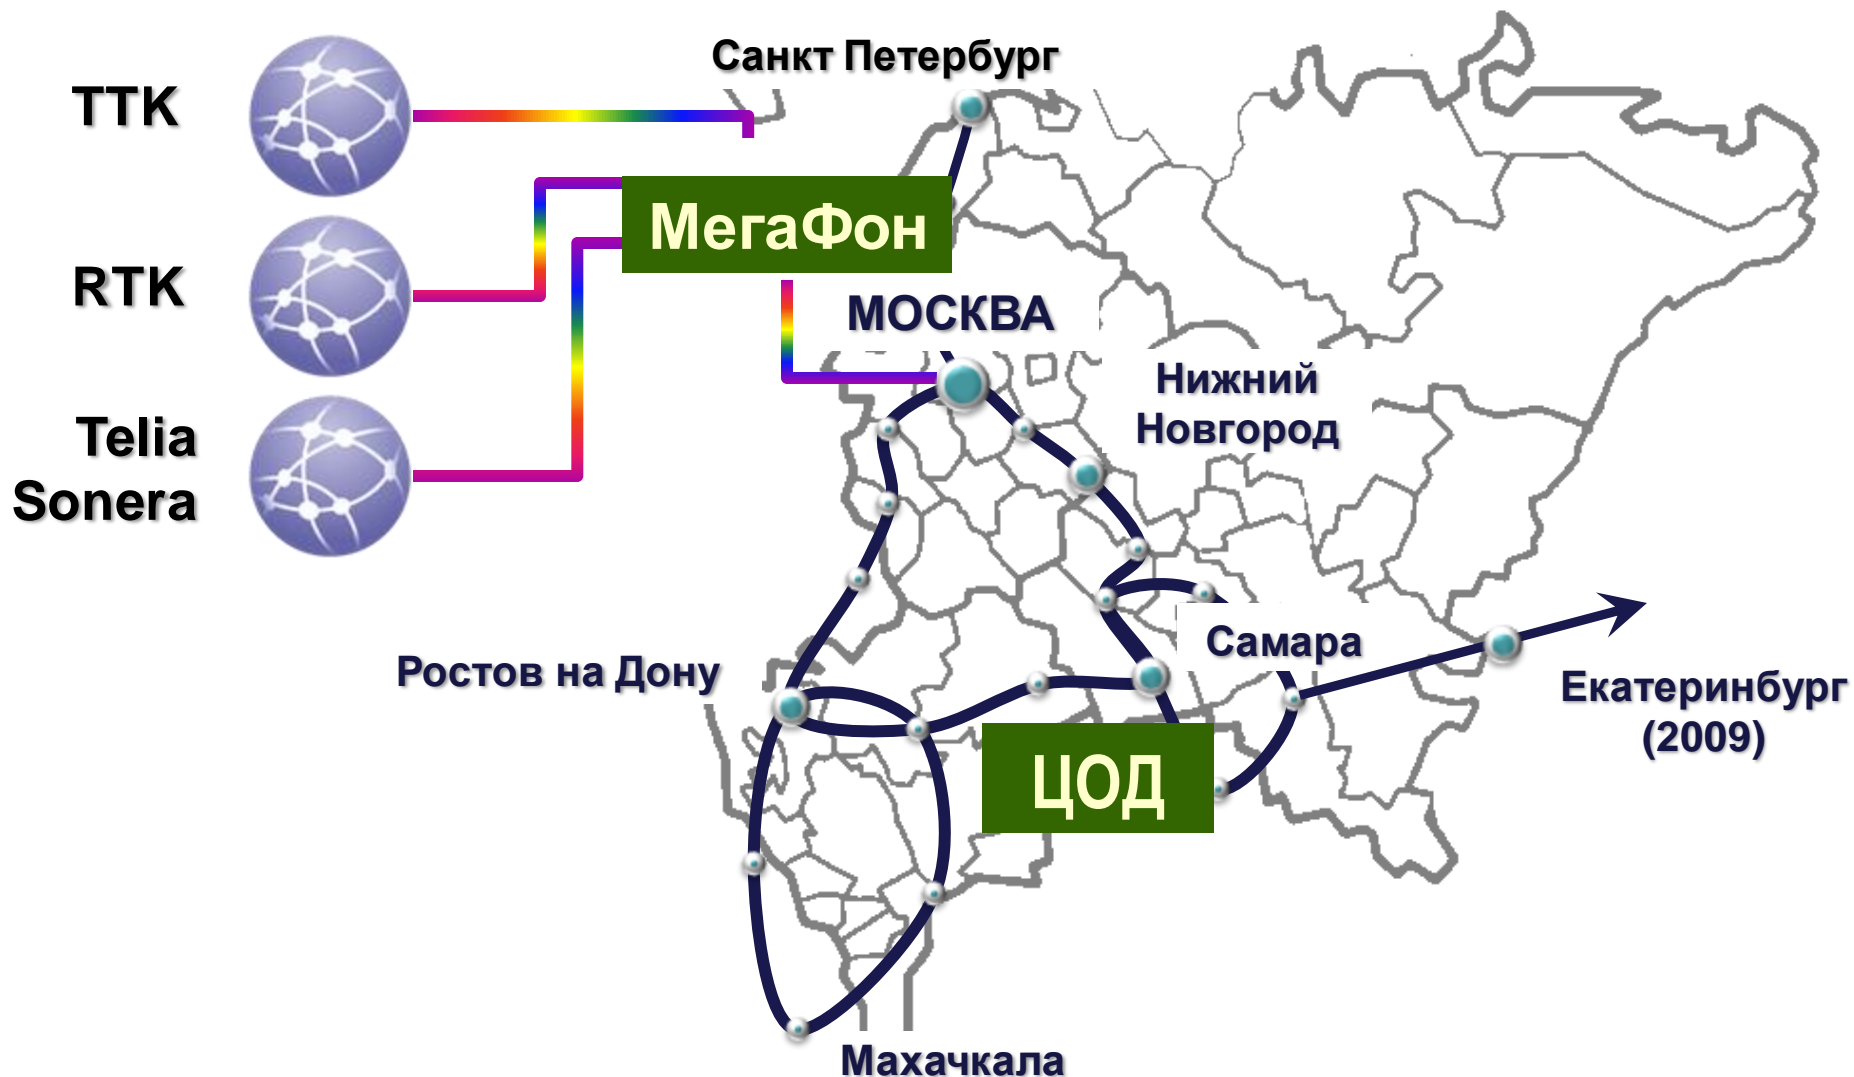 Санкт Петербург
TTK
МегаФон
RTK
МОСКВА
Нижний
Новгород
Telia
Sonera
Самара
Ростов на Дону
Екатеринбург
(2009)
ЦОД
Махачкала